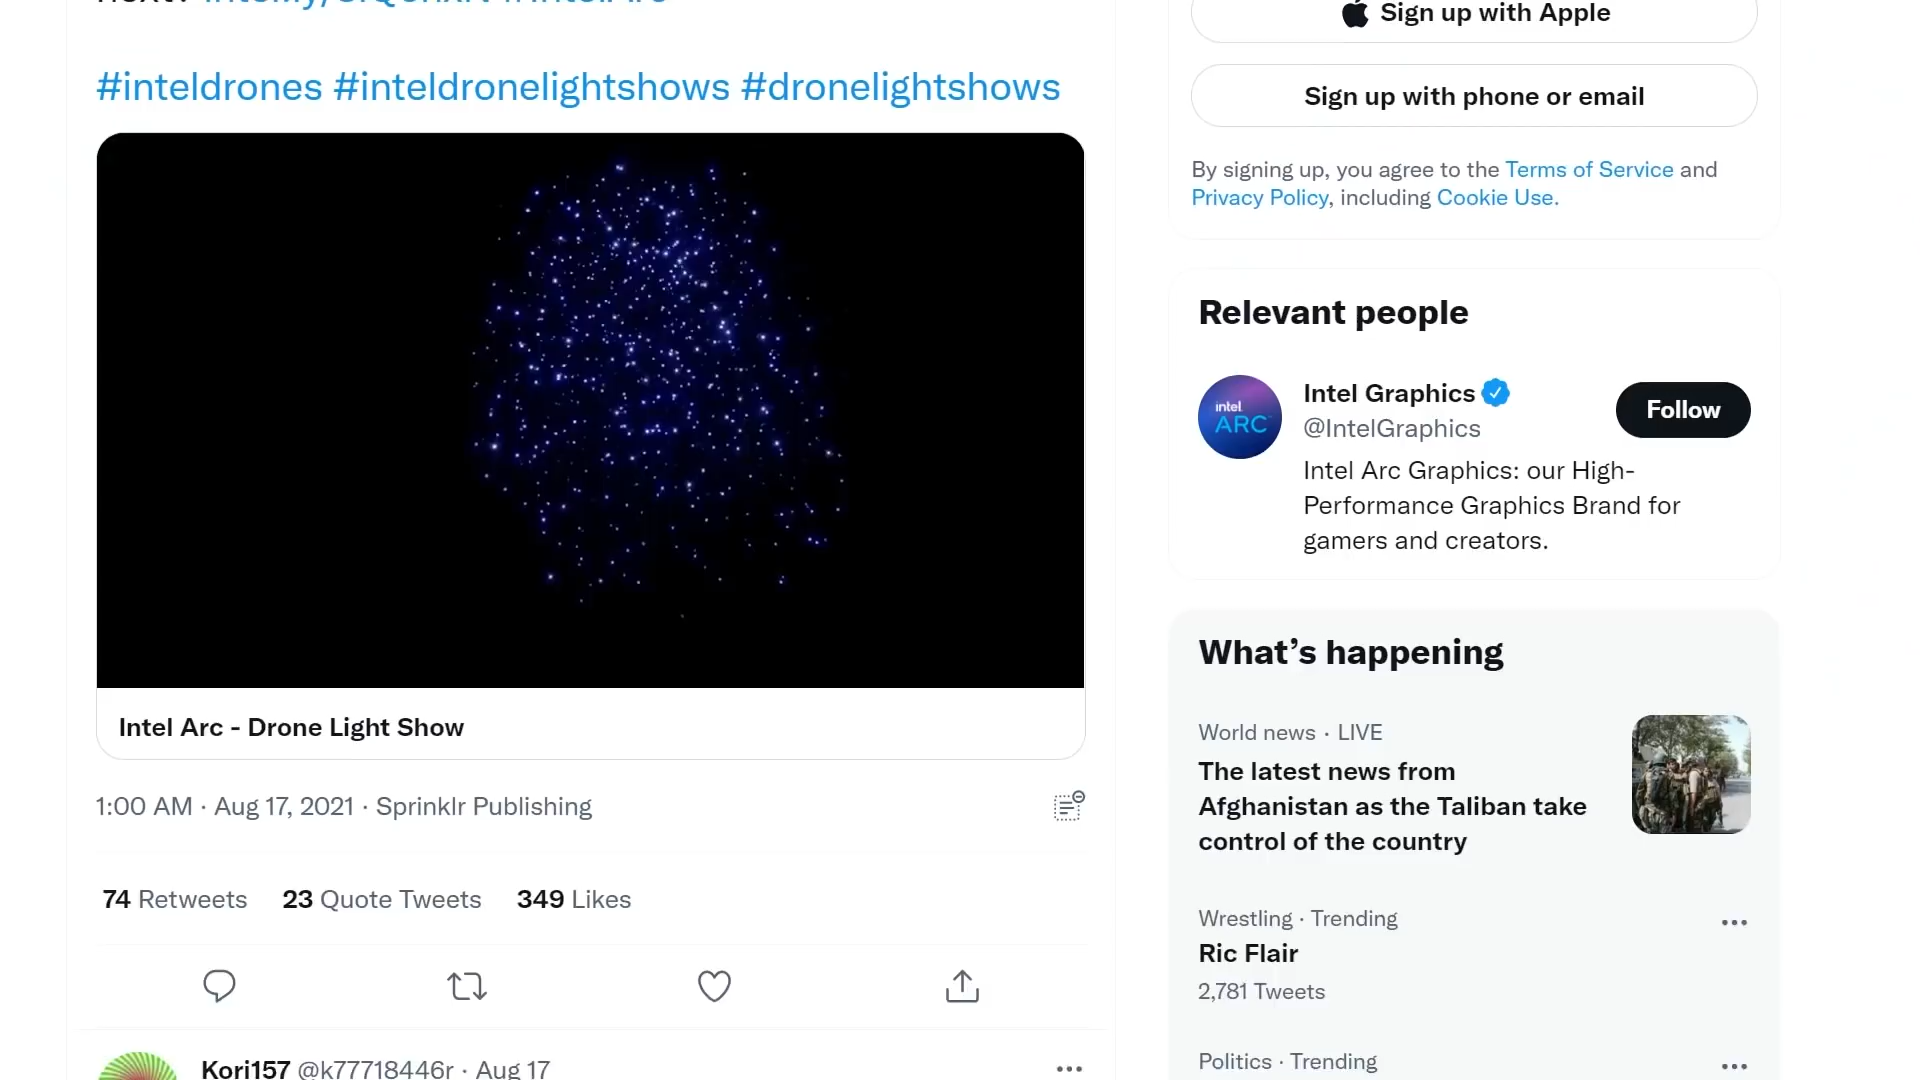 #IntelArc
#inteldrones #inteldronelightshows #dronelightshows
Intel Arc - Drone Light Show
1:00 AM · Aug 17, 2021 · Sprinklr Publishing
74 Retweets 23 Quote Tweets 349 Likes
Kori157 @k77718446r · Aug 17
Sign up with Apple
Sign up with phone or email
By signing up, you agree to the Terms of Service and
Privacy Policy, including Cookie Use.
Relevant people
intel
ARC
Intel Graphics
@IntelGraphics
Follow
Intel Arc Graphics: our High-
Performance Graphics Brand for
gamers and creators.
What's happening
World news · LIVE
The latest news from
Afghanistan as the Taliban take
control of the country
Wrestling · Trending
Ric Flair
2,781 Tweets
Politics · Trending